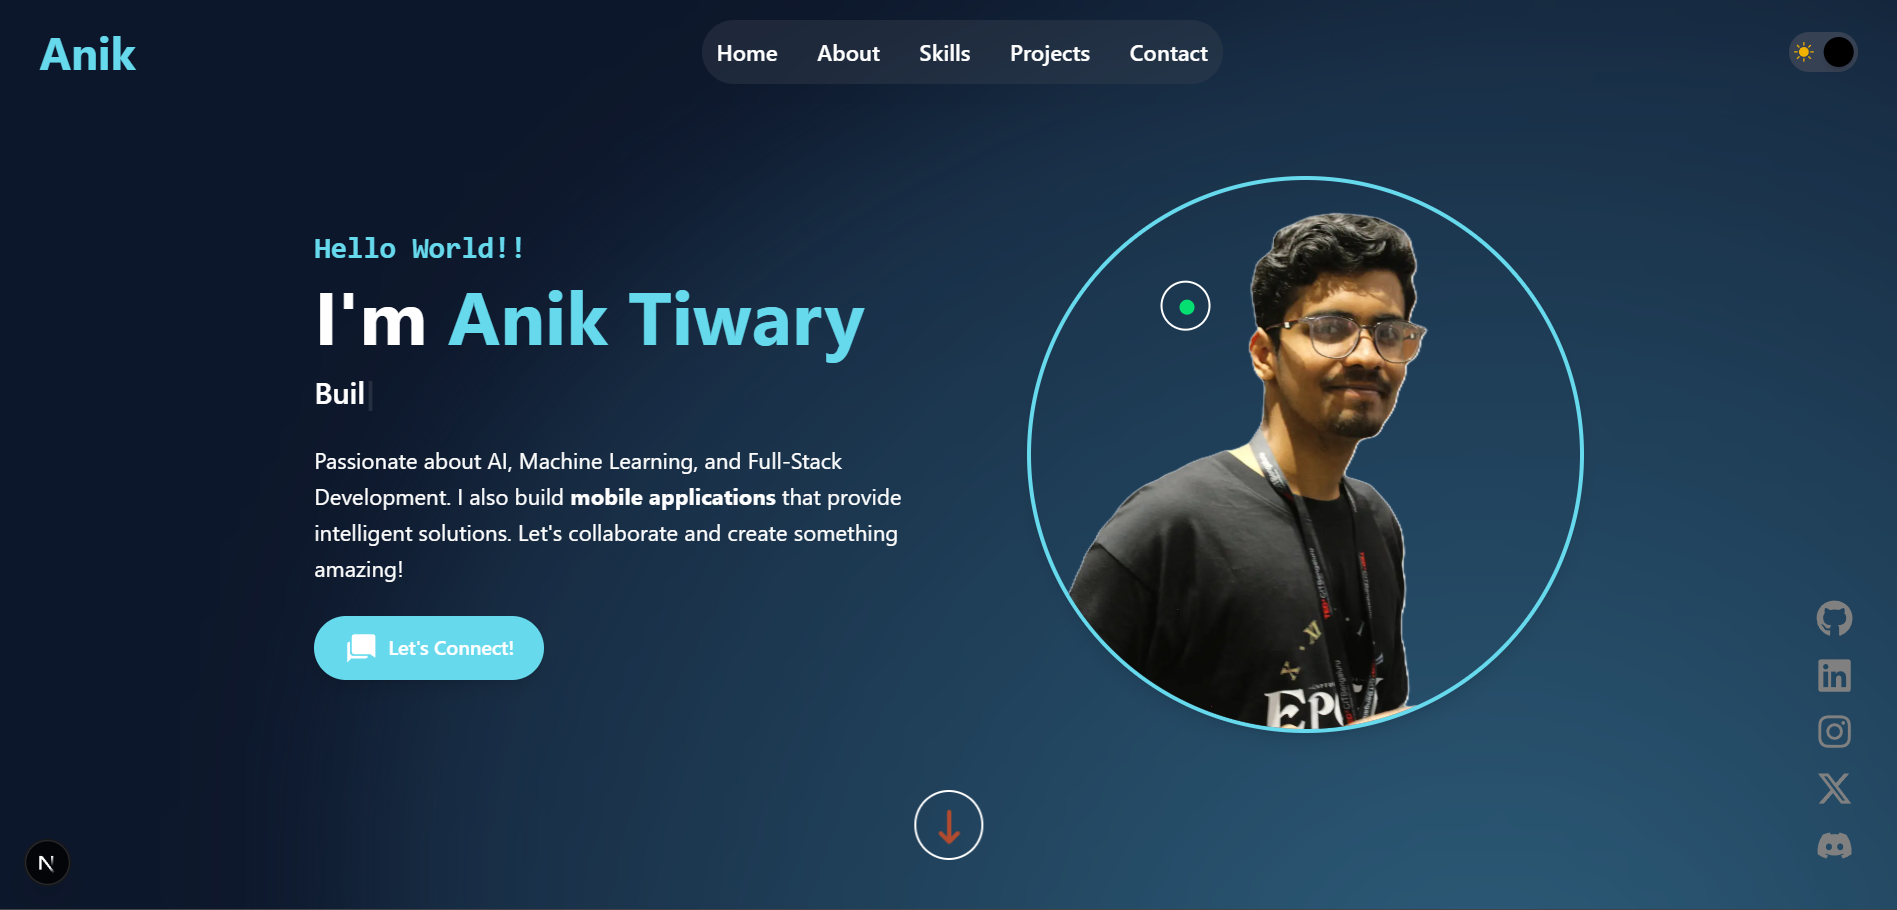 Anik
Home About Skills Projects Contact
Hello World!!
I'm Anik Tiwary
Buil
Passionate about AI, Machine Learning, and Full-Stack
Development. I also build mobile applications that provide
intelligent solutions. Let's collaborate and create something
amazing!
Let's Connect!
in
N